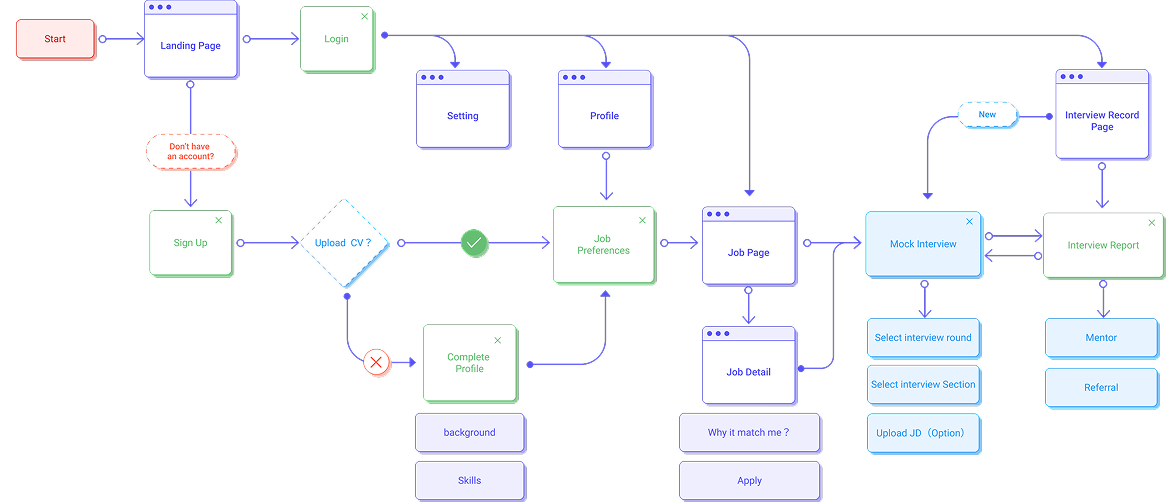 Start
Landing Page
Login
Setting
Profile
New
Interview Record
Page
Don't have
an account?
Sign Up
Upload CV？
Job
Preferences
Job Page
Mock Interview
Interview Report
Complete
Profile
Job Detail
Select interview round
Mentor
Select interview Section
Referral
background
Why it match me？
Upload JD（Option）
Skills
Apply